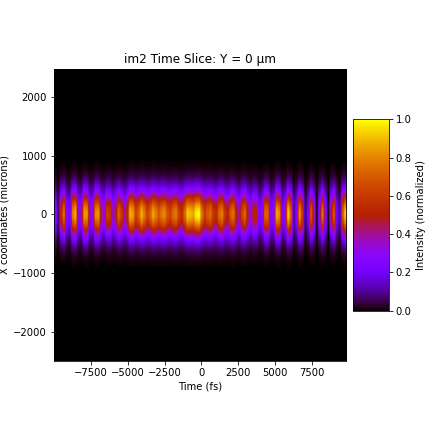 im2 Time Slice: Y = 0 µm
2000
1000
0
−1000
−2000
X coordinates (microns)
−7500 −5000 −2500 0 2500 5000 7500
Time (fs)
1.0
0.8
0.6
0.4
0.2
0.0
Intensity (normalized)